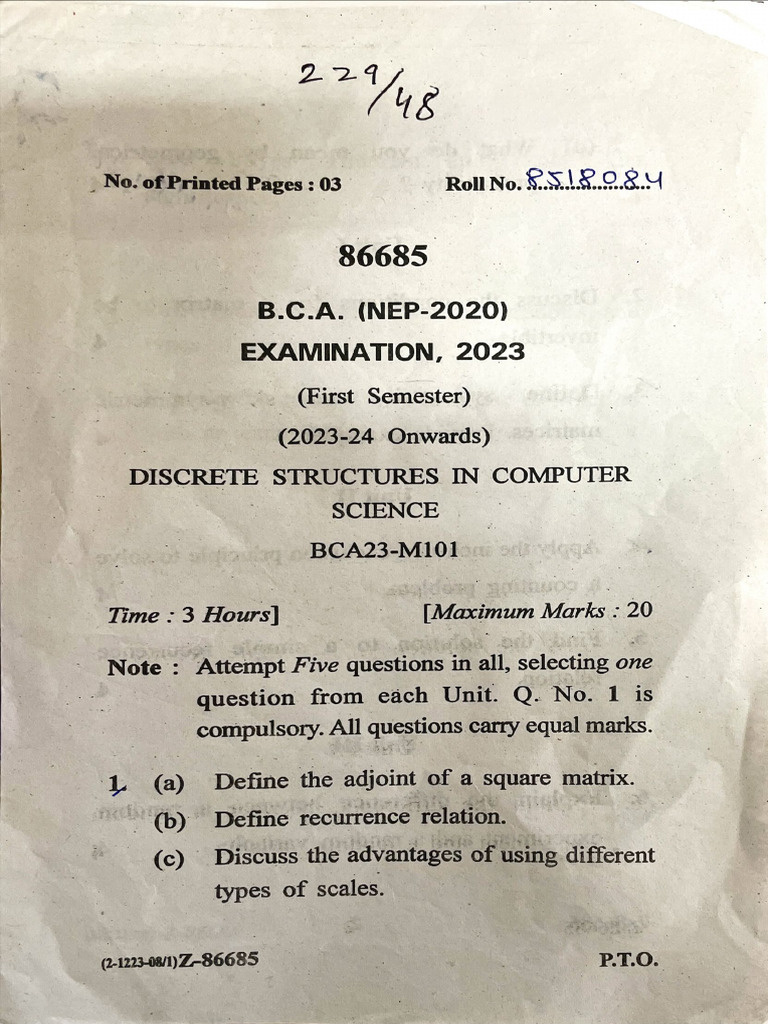 229/48
No. of Printed Pages : 03 Roll No. 8518084
86685
B.C.A. (NEP-2020)
EXAMINATION, 2023
(First Semester)
(2023-24 Onwards)
DISCRETE STRUCTURES IN COMPUTER
SCIENCE
BCA23-M101
Time : 3 Hours] [Maximum Marks : 20
Note : Attempt Five questions in all, selecting one
question from each Unit. Q. No. 1 is
compulsory. All questions carry equal marks.
1. (a) Define the adjoint of a square matrix.
(b) Define recurrence relation.
(c) Discuss the advantages of using different
types of scales.
(2-1223-08/1)Z-86685 P.T.O.